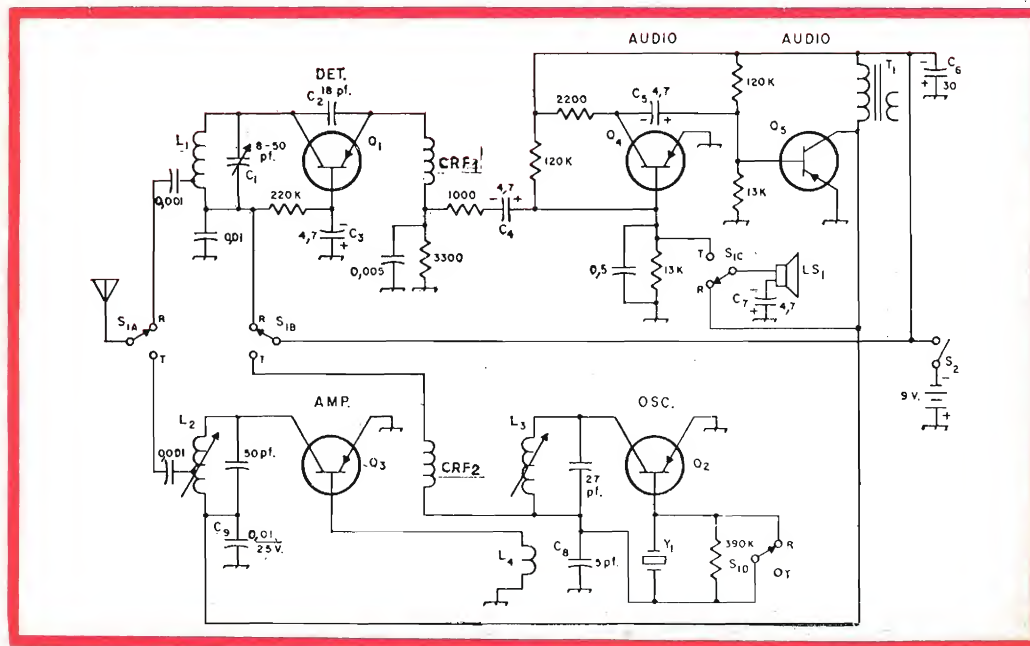 AUDIO
AUDIO
DET.
18 pf.
C2
Q1
L1
8-50
pf.
C1
0,001
220K
0,01
4,7
C3
CRF1
1000
4,7
C4
0,005
3300
2200
C5
4,7
Q4
120K
120K
Q5
13K
T1
C6
30
0,5
13K
T
R
S1C
LS1
C7
4,7
S1A
R
T
R
S1B
T
S2
9 V.
AMP.
OSC.
L2
0,001
50 pf.
Q3
CRF2
L3
27
pf.
Q2
C9
0,01
25 V.
L4
C8
5 pf.
Y1
390K
S1D
R
T